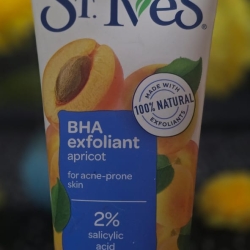 ST. Ives®
MADE WITH
100% NATURAL
EXFOLIANTS
BHA
exfoliant
apricot
for acne-prone
skin
2%
salicylic
acid